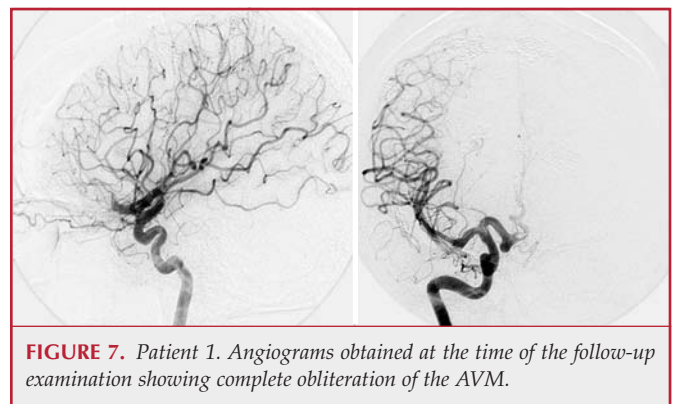 FIGURE 7. Patient 1. Angiograms obtained at the time of the follow-up
examination showing complete obliteration of the AVM.